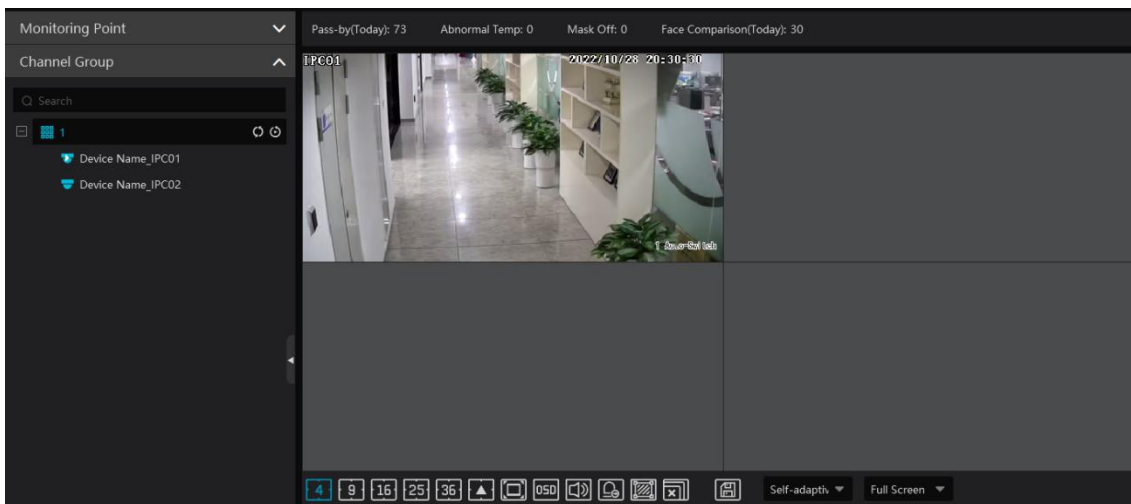 Monitoring Point
Pass-by(Today): 73 Abnormal Temp: 0 Mask Off: 0 Face Comparison(Today): 30
Channel Group
IPC01 2022/10/28 20:30:30
Search
1
Device Name_IPC01
Device Name_IPC02
1
4 9 16 25 36 OSD Self-adaptiv Full Screen